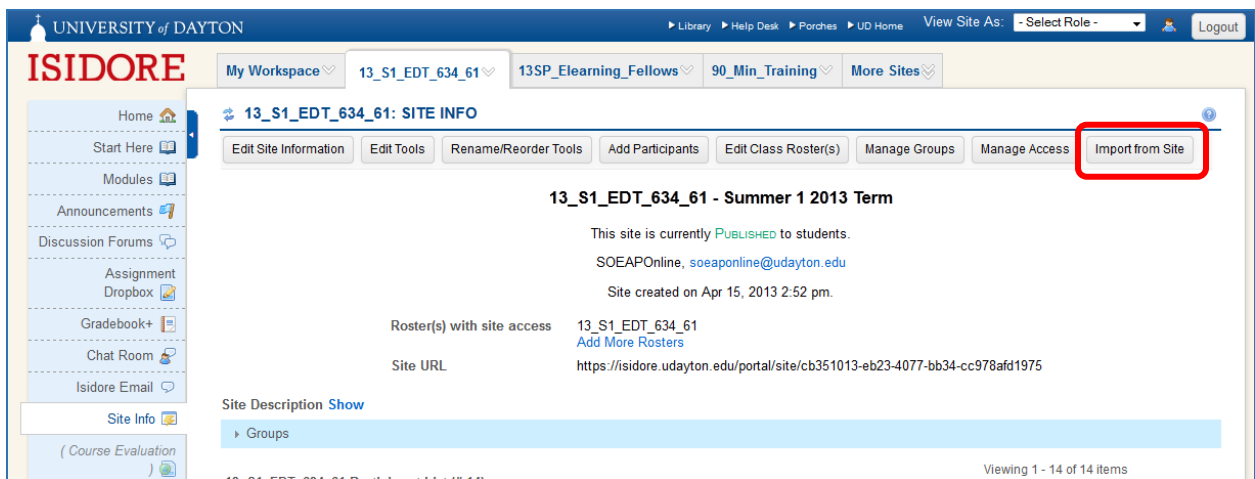 UNIVERSITY of DAYTON
Library Help Desk Porches UD Home View Site As: - Select Role - Logout
ISIDORE
My Workspace 13_S1_EDT_634_61 13SP_Elearning_Fellows 90_Min_Training More Sites
Home
Start Here
Modules
Announcements
Discussion Forums
Assignment
Dropbox
Gradebook+
Chat Room
Isidore Email
Site Info
( Course Evaluation
)
13_S1_EDT_634_61: SITE INFO
Edit Site Information Edit Tools Rename/Reorder Tools Add Participants Edit Class Roster(s) Manage Groups Manage Access Import from Site
13_S1_EDT_634_61 - Summer 1 2013 Term
This site is currently PUBLISHED to students.
SOEAPOnline, soeaponline@udayton.edu
Site created on Apr 15, 2013 2:52 pm.
Roster(s) with site access 13_S1_EDT_634_61
Add More Rosters
Site URL https://isidore.udayton.edu/portal/site/cb351013-eb23-4077-bb34-cc978afd1975
Site Description Show
Groups
Viewing 1 - 14 of 14 items